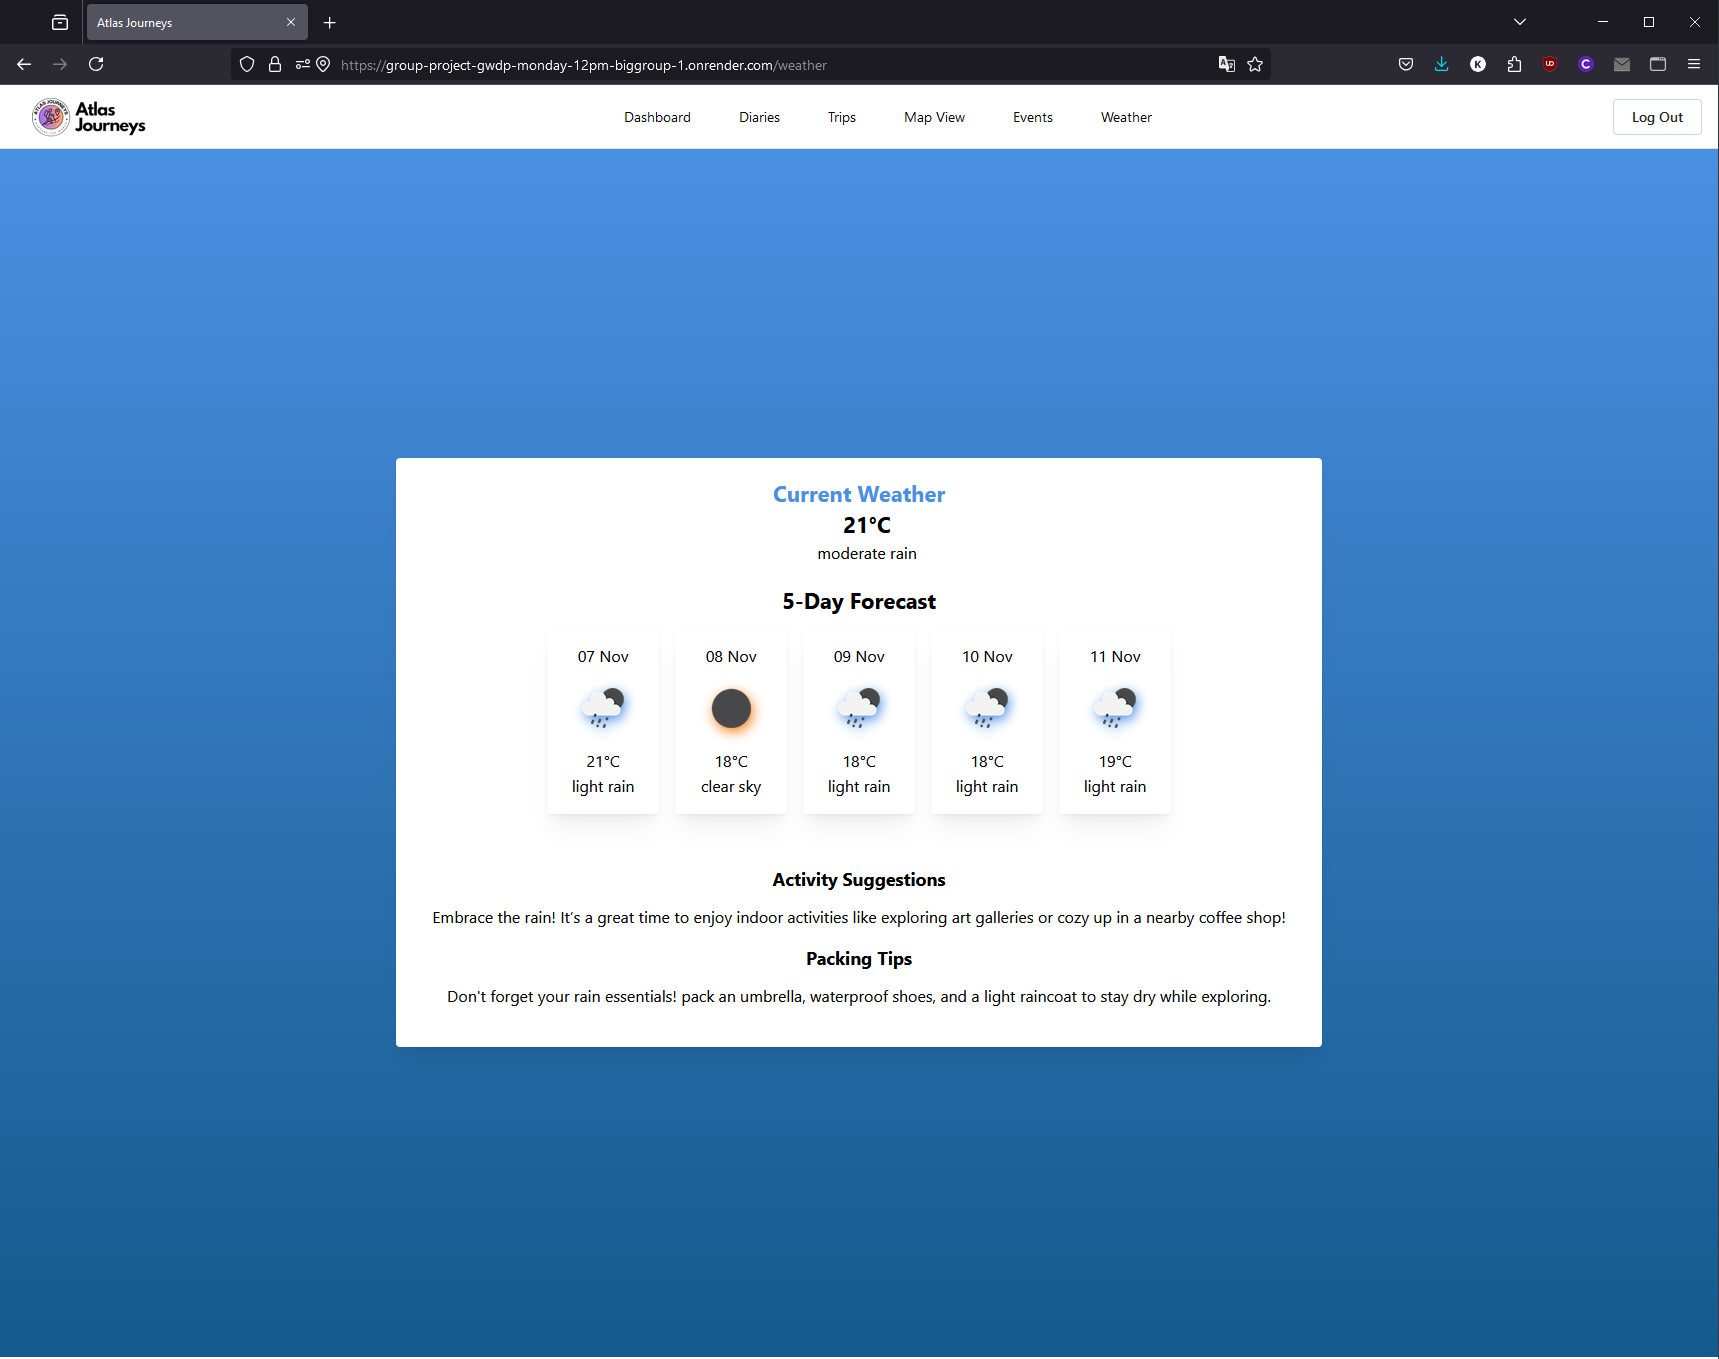 Atlas Journeys
https://group-project-gwdp-monday-12pm-biggroup-1.onrender.com/weather
Atlas
Journeys
Dashboard
Diaries
Trips
Map View
Events
Weather
Log Out
Current Weather
21°C
moderate rain
5-Day Forecast
07 Nov
08 Nov
09 Nov
10 Nov
11 Nov
21°C
18°C
18°C
18°C
19°C
light rain
clear sky
light rain
light rain
light rain
Activity Suggestions
Embrace the rain! It’s a great time to enjoy indoor activities like exploring art galleries or cozy up in a nearby coffee shop!
Packing Tips
Don't forget your rain essentials! pack an umbrella, waterproof shoes, and a light raincoat to stay dry while exploring.